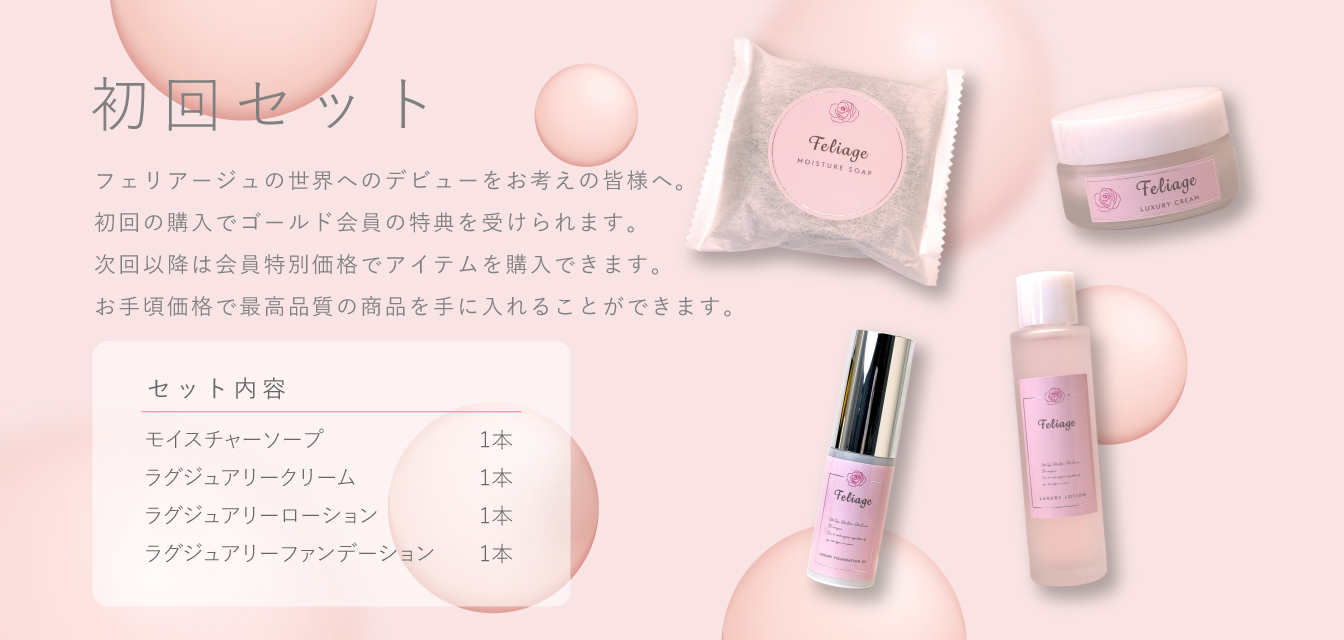 初回セット
フェリアージュの世界へのデビューをお考えの皆様へ。
初回の購入でゴールド会員の特典を受けられます。
次回以降は会員特別価格でアイテムを購入できます。
お手頃価格で最高品質の商品を手に入れることができます。
セット内容
モイスチャーソープ 1本
ラグジュアリークリーム 1本
ラグジュアリーローション 1本
ラグジュアリーファンデーション 1本
Feliage
MOISTURE SOAP
Feliage
LUXURY CREAM
Feliage
LUXURY FOUNDATION
Feliage
LUXURY LOTION